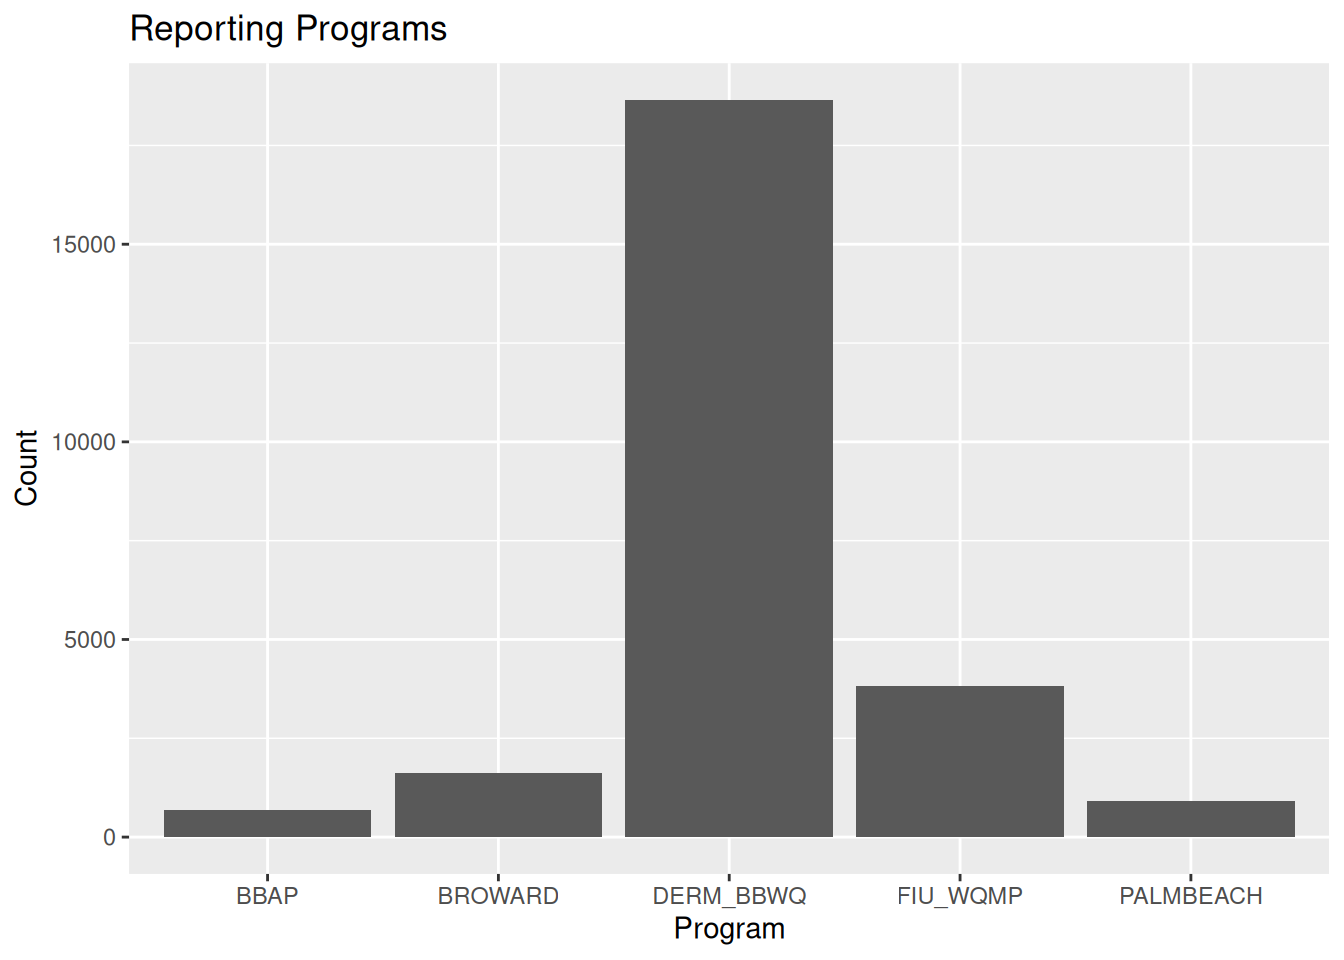 Reporting Programs
Count
15000
10000
5000
0
BBAP BROWARD DERM_BBWQ FIU_WQMP PALMBEACH
Program